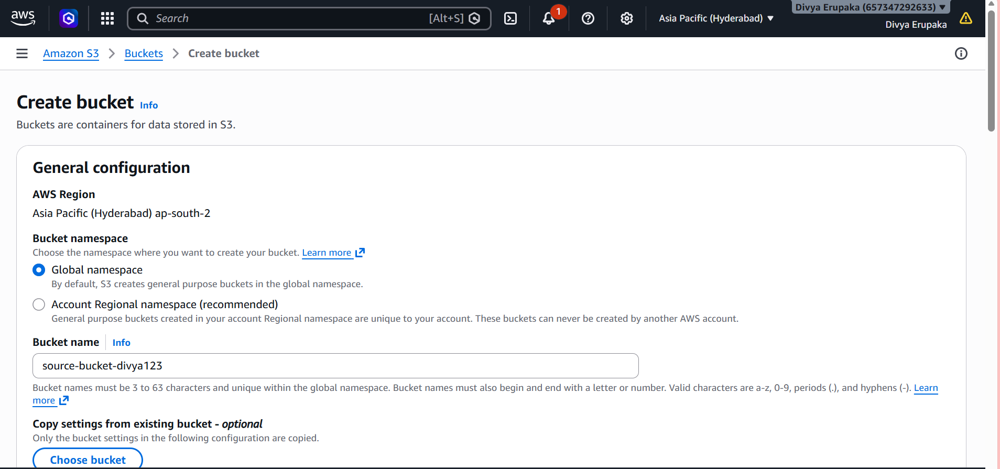 aws
Search [Alt+S]
1
Asia Pacific (Hyderabad) ▼
Divya Erupaka (657347292633) ▼
Divya Erupaka
Amazon S3 > Buckets > Create bucket
Create bucket Info
Buckets are containers for data stored in S3.
General configuration
AWS Region
Asia Pacific (Hyderabad) ap-south-2
Bucket namespace
Choose the namespace where you want to create your bucket. Learn more
Global namespace
By default, S3 creates general purpose buckets in the global namespace.
Account Regional namespace (recommended)
General purpose buckets created in your account Regional namespace are unique to your account. These buckets can never be created by another AWS account.
Bucket name Info
source-bucket-divya123
Bucket names must be 3 to 63 characters and unique within the global namespace. Bucket names must also begin and end with a letter or number. Valid characters are a-z, 0-9, periods (.), and hyphens (-). Learn
more
Copy settings from existing bucket - optional
Only the bucket settings in the following configuration are copied.
Choose bucket